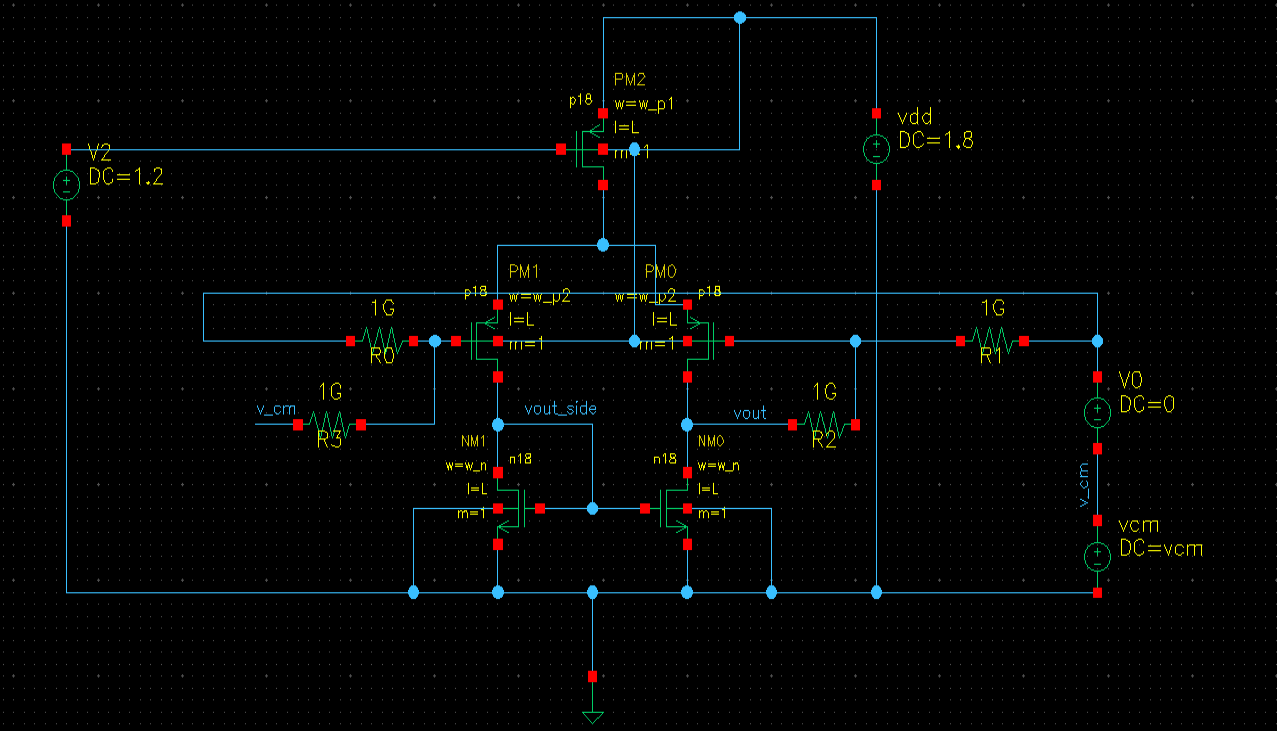 PM2
p18
w=w_p1
l=L
m=1
vdd
DC=1.8
V2
DC=1.2
PM1
p18
w=w_p2
l=L
m=1
PM0
w=w_p2
p18
l=L
m=1
1G
R0
1G
R1
V0
DC=0
1G
v_cm
R3
vout_side
vout
1G
R2
NM1
n18
w=w_n
l=L
m=1
NM0
n18
w=w_n
l=L
m=1
v_cm
vcm
DC=vcm